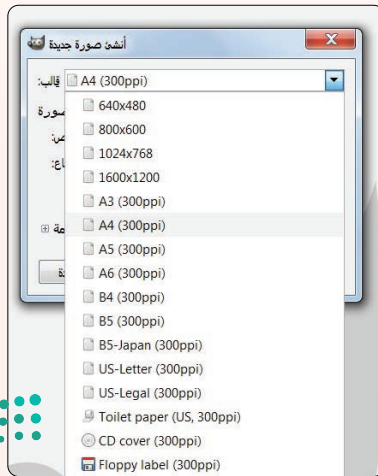 أنشئ صورة جديدة
قالب: A4 (300ppi)
640x480
800x600
1024x768
1600x1200
A3 (300ppi)
A4 (300ppi)
A5 (300ppi)
A6 (300ppi)
B4 (300ppi)
B5 (300ppi)
B5-Japan (300ppi)
US-Letter (300ppi)
US-Legal (300ppi)
Toilet paper (US, 300ppi)
CD cover (300ppi)
Floppy label (300ppi)